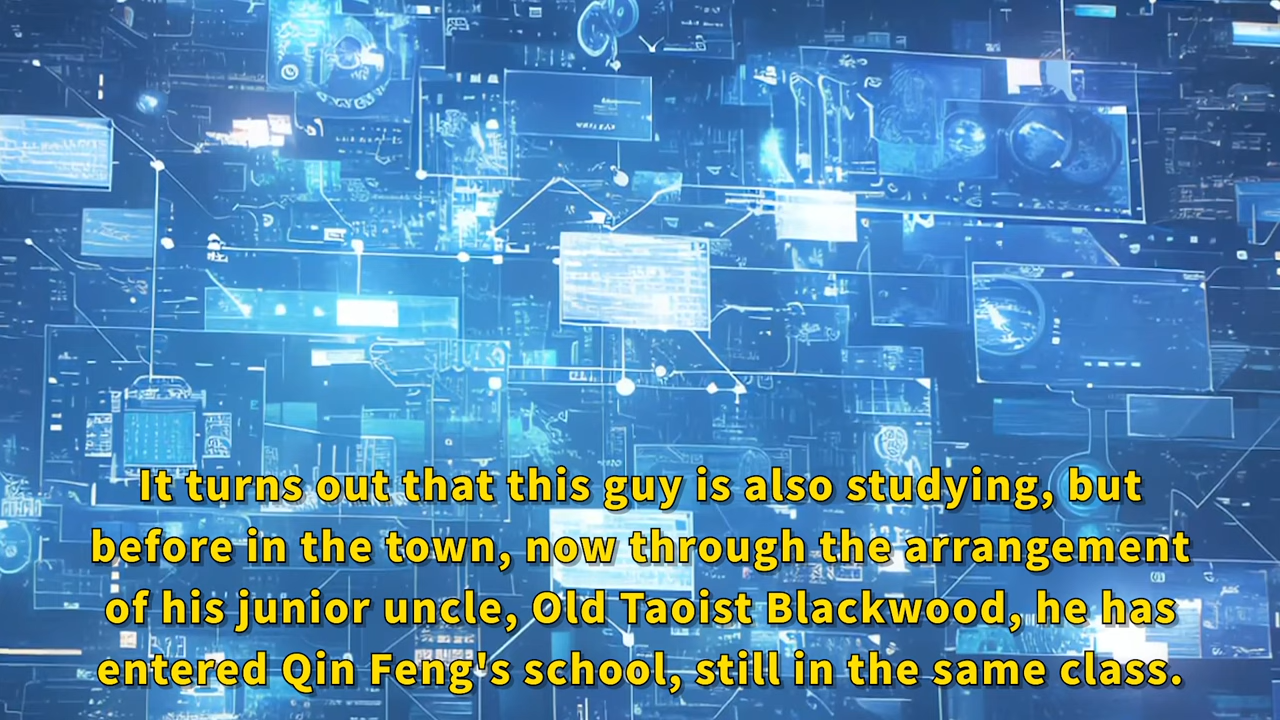 It turns out that this guy is also studying, but
before in the town, now through the arrangement
of his junior uncle, Old Taoist Blackwood, he has
entered Qin Feng's school, still in the same class.